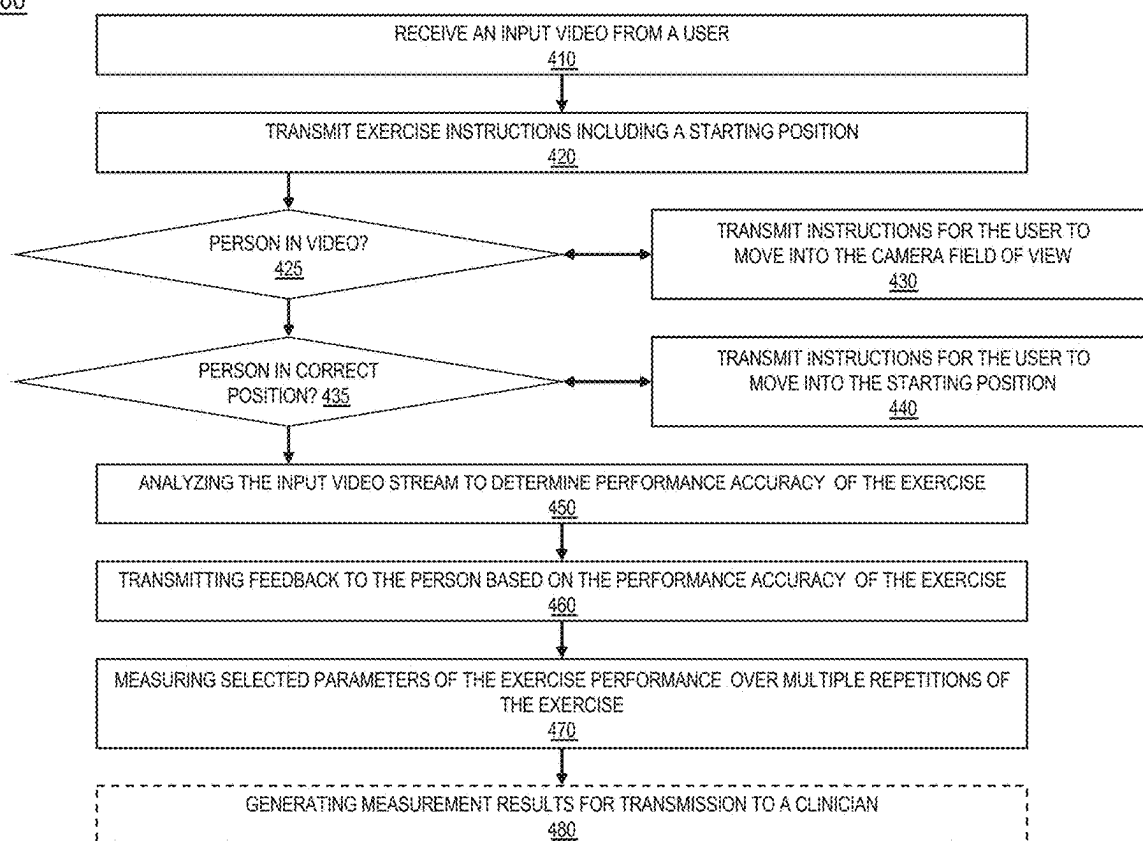 RECEIVE AN INPUT VIDEO FROM A USER
410
TRANSMIT EXERCISE INSTRUCTIONS INCLUDING A STARTING POSITION
420
PERSON IN VIDEO?
425
TRANSMIT INSTRUCTIONS FOR THE USER TO
MOVE INTO THE CAMERA FIELD OF VIEW
430
PERSON IN CORRECT
POSITION? 435
TRANSMIT INSTRUCTIONS FOR THE USER TO
MOVE INTO THE STARTING POSITION
440
ANALYZING THE INPUT VIDEO STREAM TO DETERMINE PERFORMANCE ACCURACY OF THE EXERCISE
450
TRANSMITTING FEEDBACK TO THE PERSON BASED ON THE PERFORMANCE ACCURACY OF THE EXERCISE
460
MEASURING SELECTED PARAMETERS OF THE EXERCISE PERFORMANCE OVER MULTIPLE REPETITIONS OF
THE EXERCISE
470
GENERATING MEASUREMENT RESULTS FOR TRANSMISSION TO A CLINICIAN
480